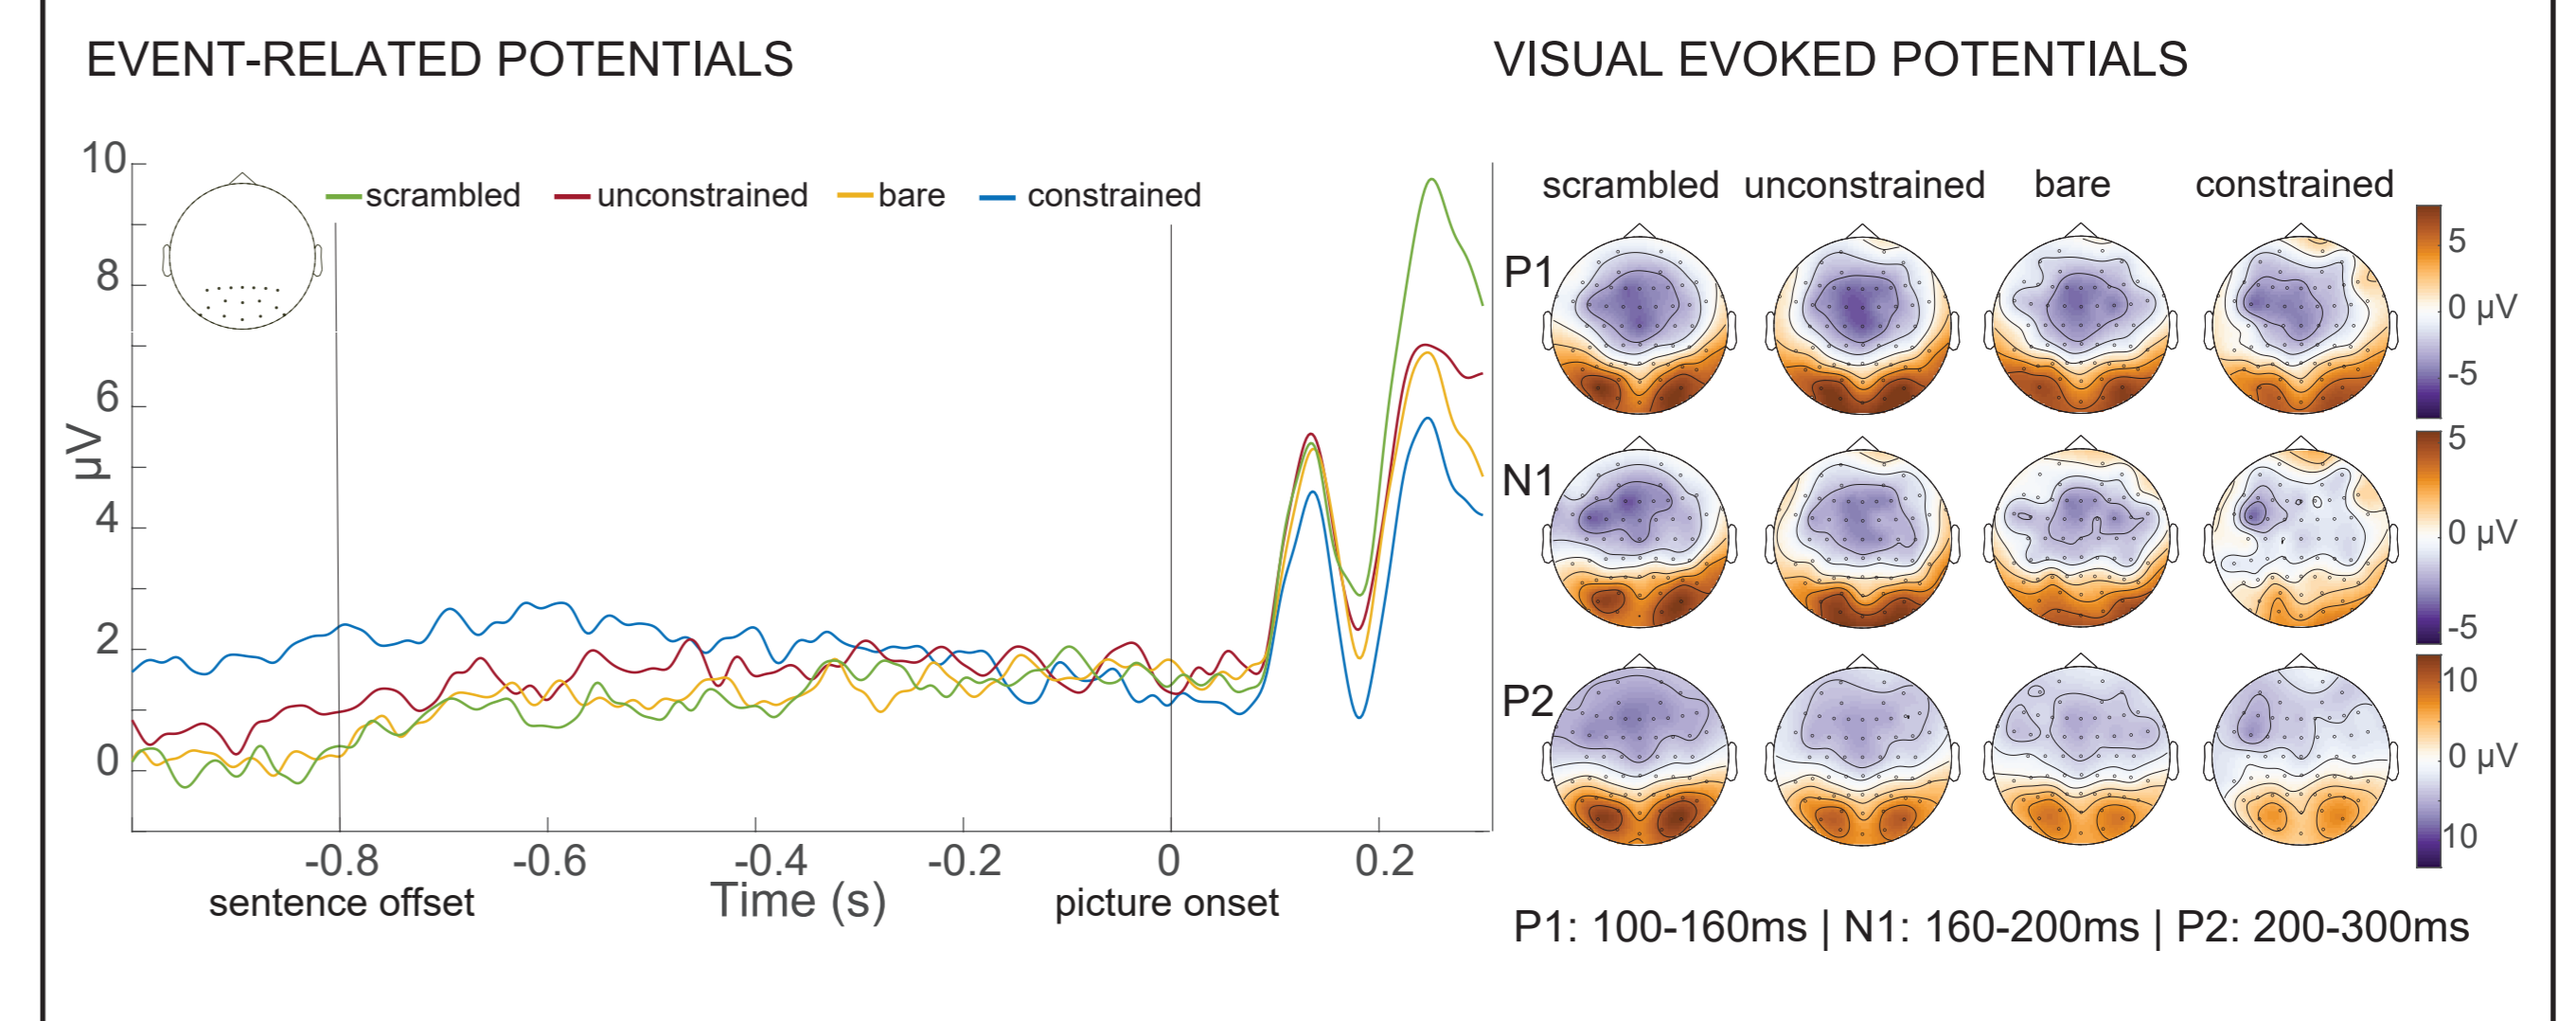 EVENT-RELATED POTENTIALS
VISUAL EVOKED POTENTIALS
10
8
6
4
2
0
µV
scrambled unconstrained bare constrained
-0.8 -0.6 -0.4 -0.2 0 0.2
sentence offset Time (s) picture onset
scrambled unconstrained bare constrained
P1
5
0 µV
-5
N1
5
0 µV
-5
P2
10
0 µV
10
P1: 100-160ms | N1: 160-200ms | P2: 200-300ms